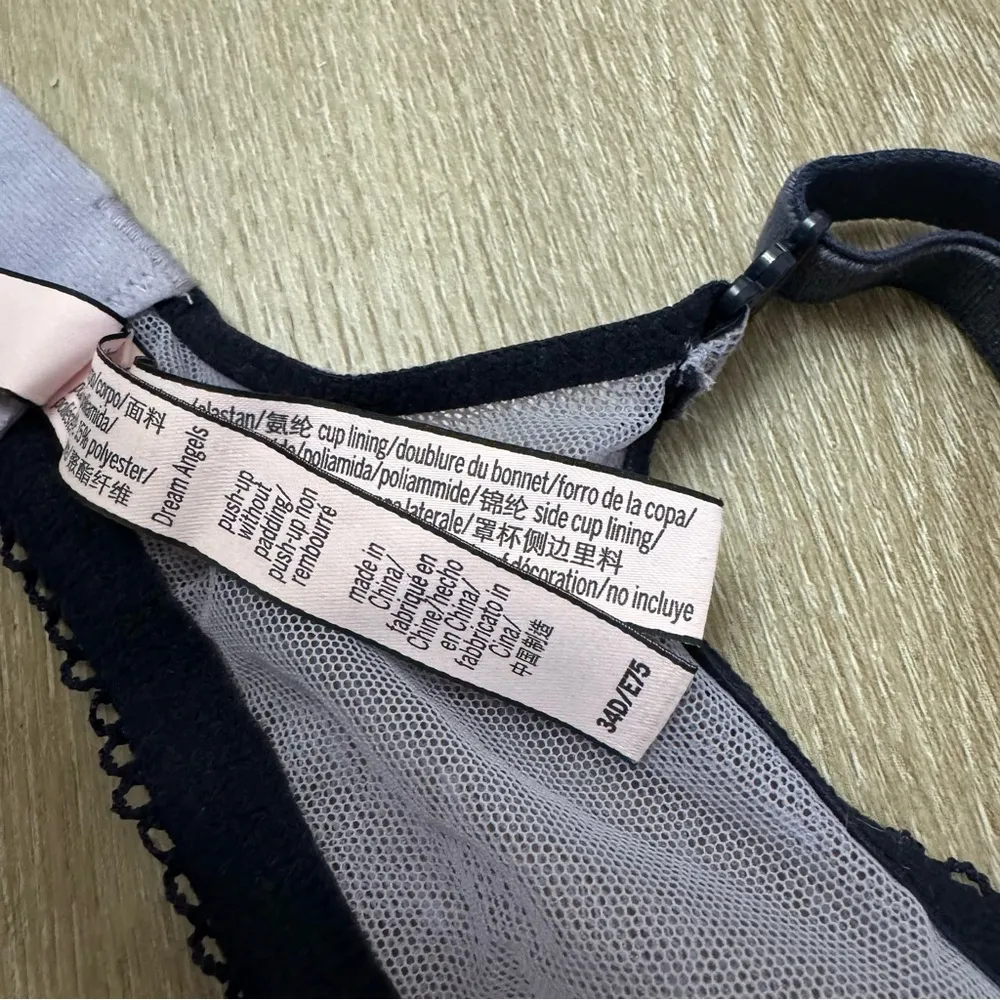 corpo/面料
15% polyester/
聚酯纤维
Dream Angels
push-up
without
padding/
push-up non
rembourré
made in
China/
fabriqué en
Chine/hecho
en China/
fabbricato in
Cina/
中国制造
34D/E75
elastan/氨纶 cup lining/doublure du bonnet/forro de la copa/
/poliamida/poliammide/锦纶 side cup lining/
laterale/罩杯侧边里料
décoration/no incluye